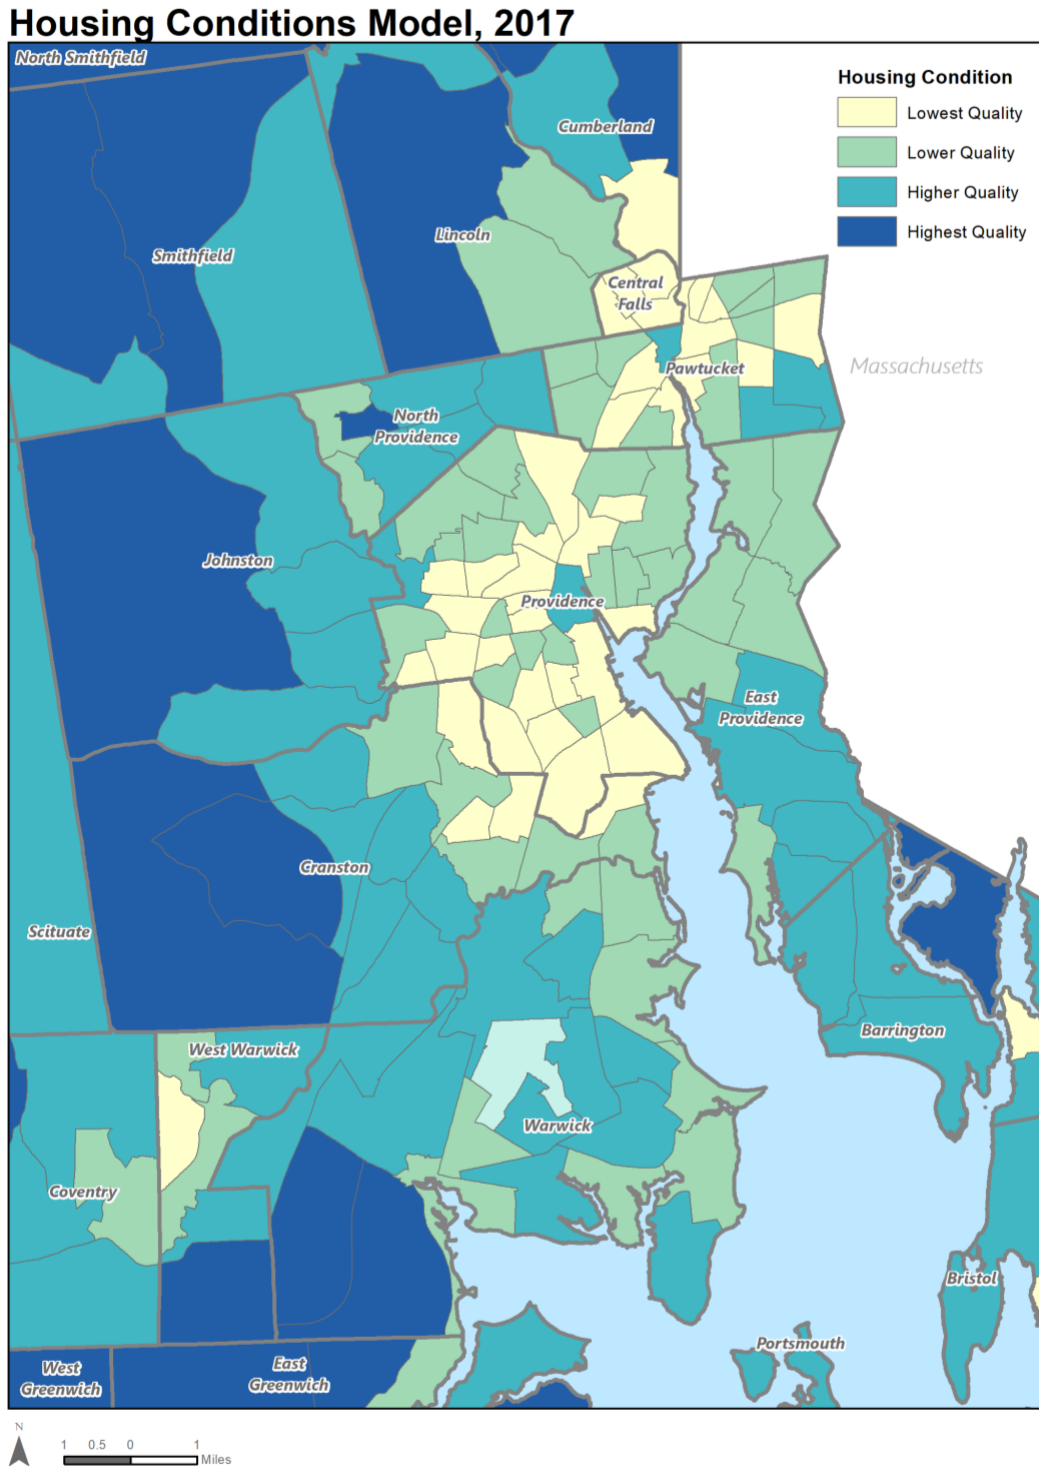 Housing Conditions Model, 2017
North Smithfield
Housing Condition
Lowest Quality
Lower Quality
Higher Quality
Highest Quality
Cumberland
Lincoln
Smithfield
Central
Falls
Massachusetts
Pawtucket
North
Providence
Johnston
Providence
East
Providence
Cranston
Scituate
Barrington
West Warwick
Warwick
Coventry
Bristol
Portsmouth
West
Greenwich
East
Greenwich
N
1 0.5 0 1
Miles